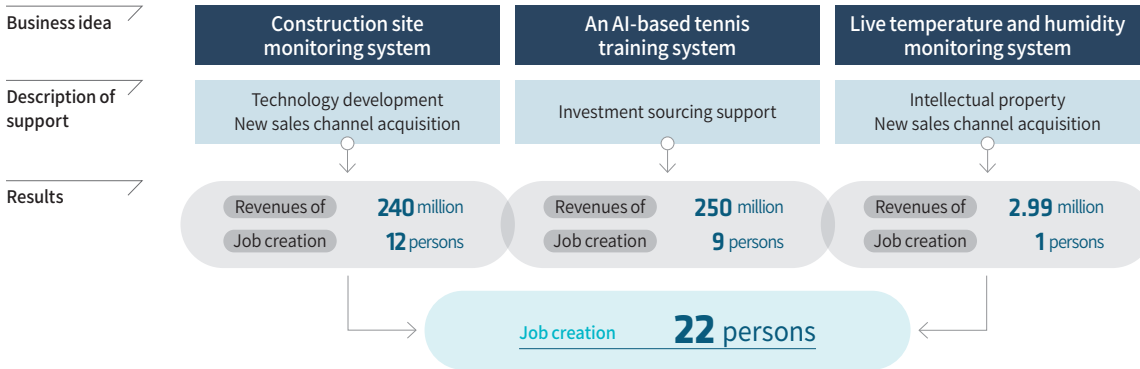 Business idea
Construction site
monitoring system
An AI-based tennis
training system
Live temperature and humidity
monitoring system
Description of
support
Technology development
New sales channel acquisition
Investment sourcing support
Intellectual property
New sales channel acquisition
Results
Revenues of 240 million
Job creation 12 persons
Revenues of 250 million
Job creation 9 persons
Revenues of 2.99 million
Job creation 1 persons
Job creation 22 persons